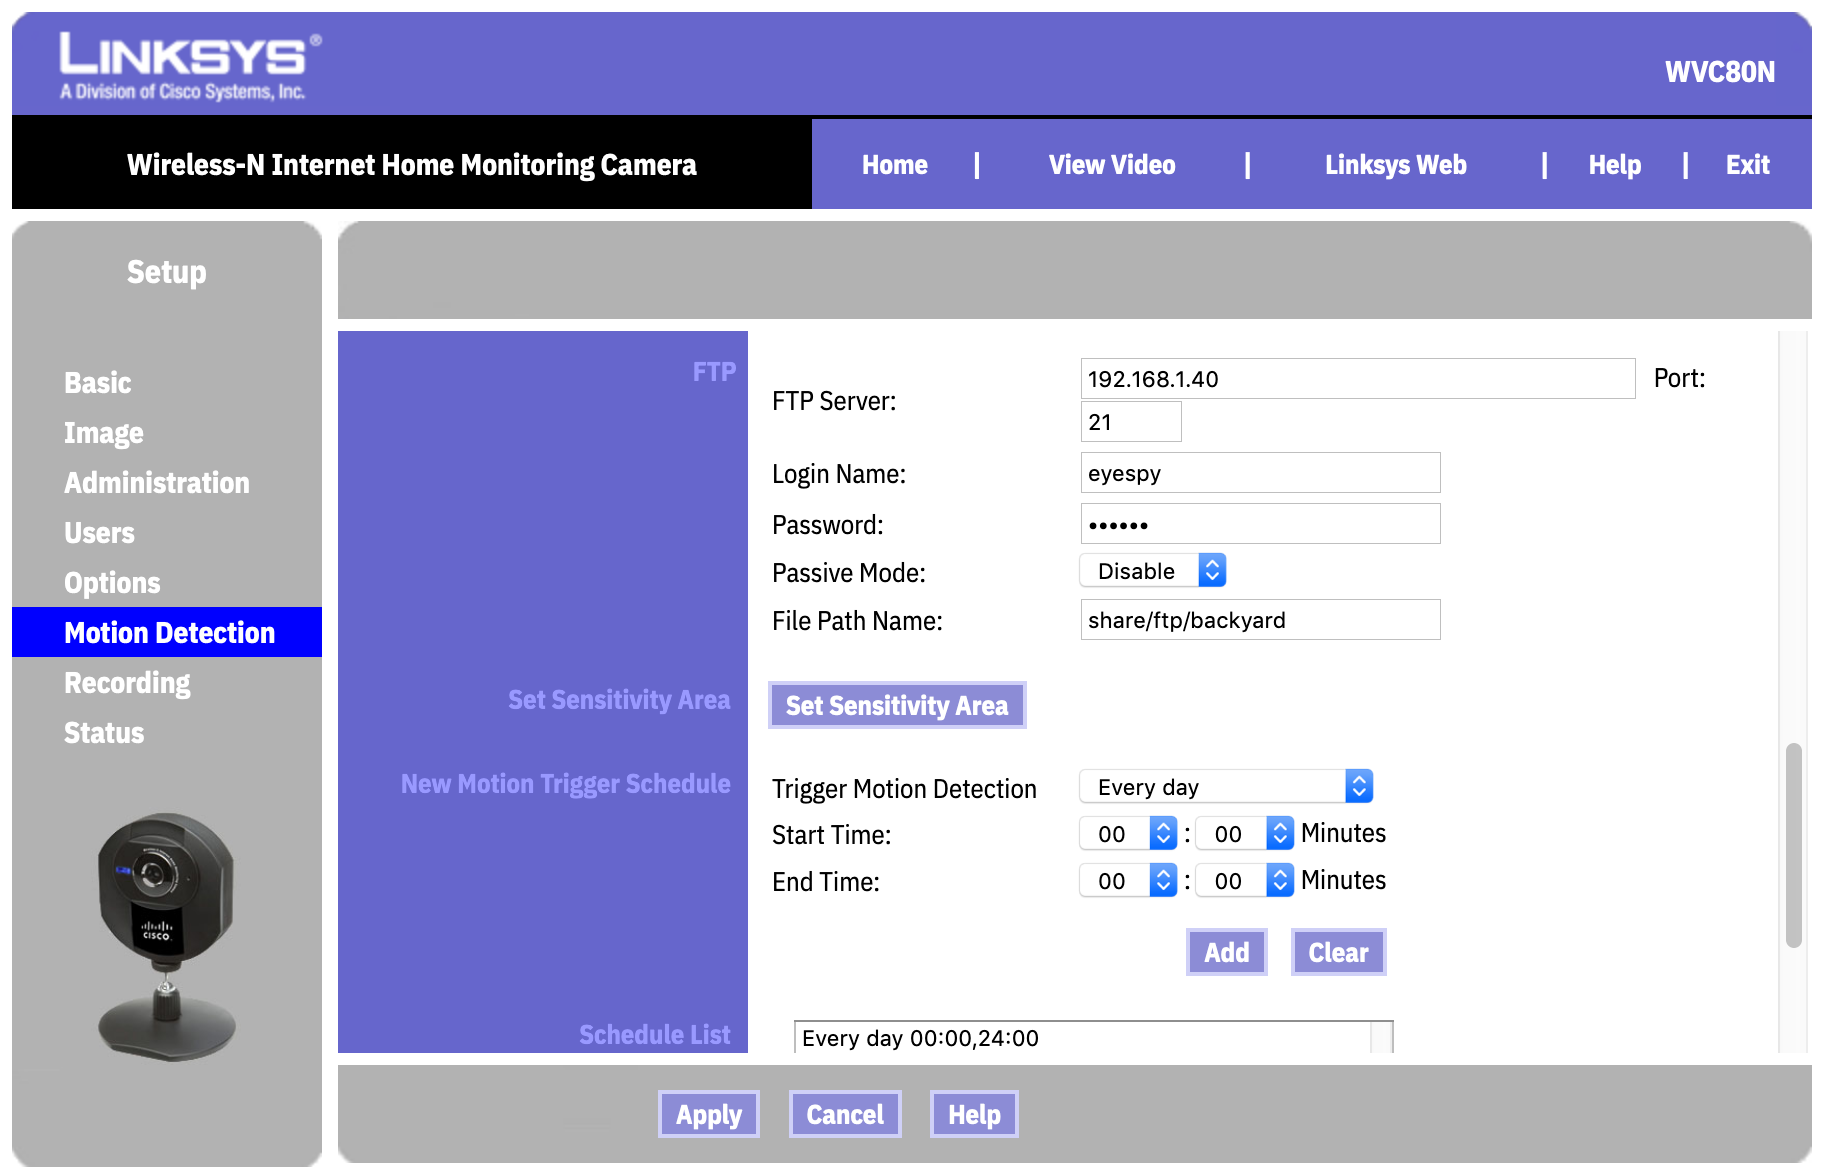 LINKSYS®
A Division of Cisco Systems, Inc.
WVC80N
Wireless-N Internet Home Monitoring Camera
Home | View Video | Linksys Web | Help | Exit
Setup
Basic
Image
Administration
Users
Options
Motion Detection
Recording
Status
CISCO
FTP
FTP Server: 192.168.1.40 Port:
21
Login Name: eyespy
Password: ••••••
Passive Mode: Disable
File Path Name: share/ftp/backyard
Set Sensitivity Area Set Sensitivity Area
New Motion Trigger Schedule Trigger Motion Detection Every day
Start Time: 00 : 00 Minutes
End Time: 00 : 00 Minutes
Add Clear
Schedule List Every day 00:00,24:00
Apply Cancel Help